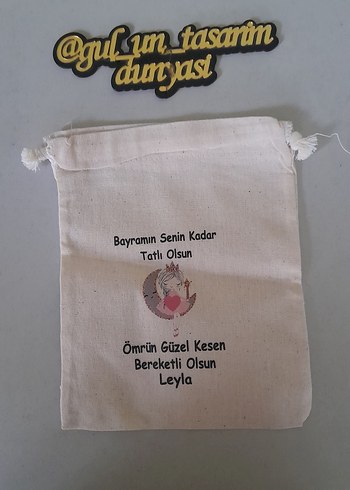 @gul_un_tasarim
dunyasi
Bayramın Senin Kadar
Tatlı Olsun
Ömrün Güzel Kesen
Bereketli Olsun
Leyla